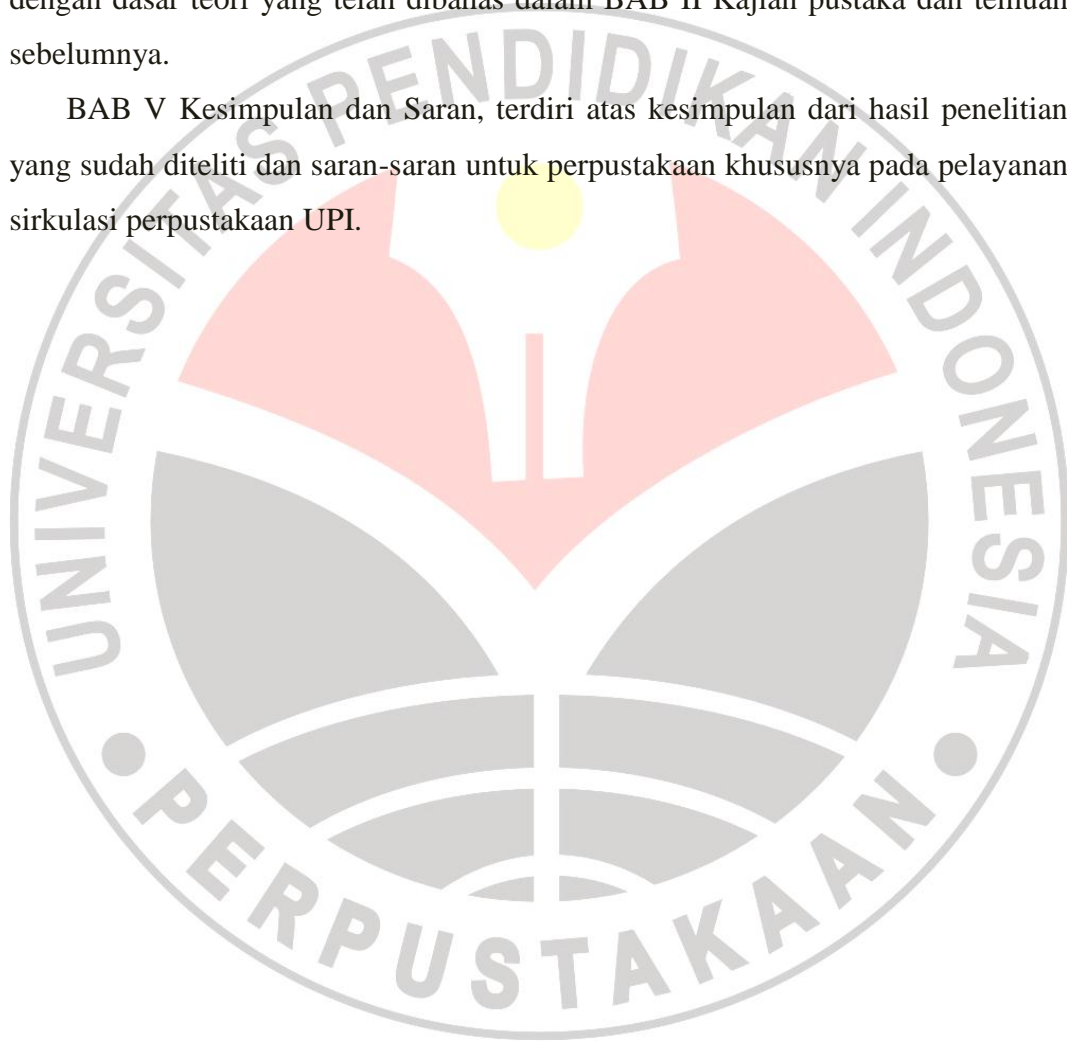 dengan dasar teori yang telah dibahas dalam BAB II Kajian pustaka dan temuan
sebelumnya.
BAB V Kesimpulan dan Saran, terdiri atas kesimpulan dari hasil penelitian
yang sudah diteliti dan saran-saran untuk perpustakaan khususnya pada pelayanan
sirkulasi perpustakaan UPI.
UNIVERSITAS PENDIDIKAN INDONESIA
PERPUSTAKAAN